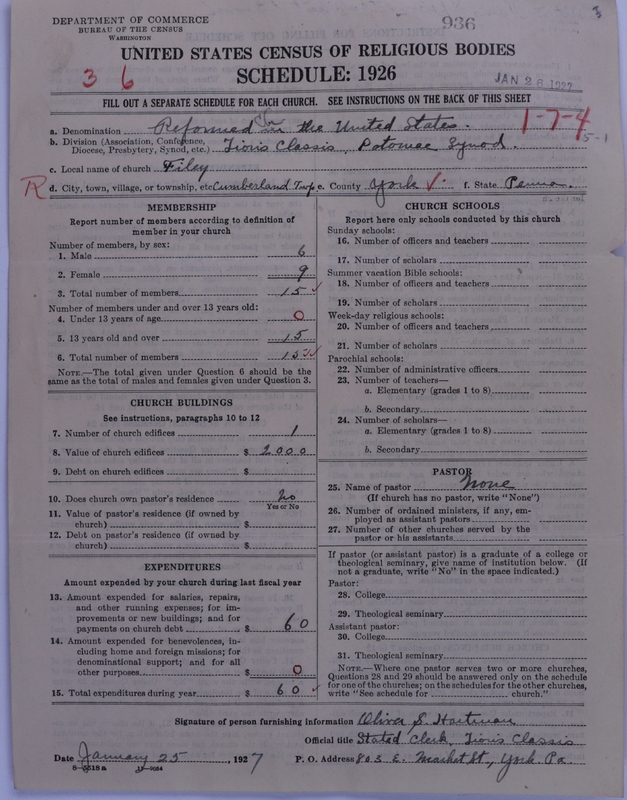 DEPARTMENT OF COMMERCE
BUREAU OF THE CENSUS
WASHINGTON
936
3
UNITED STATES CENSUS OF RELIGIOUS BODIES
3 6
SCHEDULE: 1926
JAN 28 1927
FILL OUT A SEPARATE SCHEDULE FOR EACH CHURCH. SEE INSTRUCTIONS ON THE BACK OF THIS SHEET
1-7-4
5-1
a. Denomination Reformed Ch in the United States.
b. Division (Association, Conference, Diocese, Presbytery, Synod, etc.) Zions Classis, Potomac Synod.
c. Local name of church Filey
R d. City, town, village, or township, etc Cumberland Twp e. County York ✓ f. State Penna.
MEMBERSHIP
Report number of members according to definition of
member in your church
Number of members, by sex:
1. Male 6
2. Female 9
3. Total number of members 15 ✓
Number of members under and over 13 years old:
4. Under 13 years of age 0
5. 13 years old and over 15
6. Total number of members 15 ✓✓
NOTE.—The total given under Question 6 should be
same as the total of males and females given under Question 3.
CHURCH BUILDINGS
See instructions, paragraphs 10 to 12
7. Number of church edifices 1
8. Value of church edifices $ 2000
9. Debt on church edifices $
10. Does church own pastor's residence no
Yes or No
11. Value of pastor's residence (if owned by
church) $
12. Debt on pastor's residence (if owned by
church) $
EXPENDITURES
Amount expended by your church during last fiscal year
13. Amount expended for salaries, repairs,
and other running expenses; for im-
provements or new buildings; and for
payments on church debt $ 60
14. Amount expended for benevolences, in-
cluding home and foreign missions; for
denominational support; and for all
other purposes $ 0
15. Total expenditures during year $ 60 ✓
CHURCH SCHOOLS
Report here only schools conducted by this church
Sunday schools:
16. Number of officers and teachers
17. Number of scholars
Summer vacation Bible schools:
18. Number of officers and teachers
19. Number of scholars
Week-day religious schools:
20. Number of officers and teachers
21. Number of scholars
Parochial schools:
22. Number of administrative officers
23. Number of teachers—
a. Elementary (grades 1 to 8)
b. Secondary
24. Number of scholars—
a. Elementary (grades 1 to 8)
b. Secondary
PASTOR
25. Name of pastor None
(If church has no pastor, write "None")
26. Number of ordained ministers, if any, em-
ployed as assistant pastors
27. Number of other churches served by the
pastor or his assistants
If pastor (or assistant pastor) is a graduate of a college or
theological seminary, give name of institution below. (If
not a graduate, write "No" in the space indicated.)
Pastor:
28. College
29. Theological seminary
Assistant pastor:
30. College
31. Theological seminary
NOTE.—Where one pastor serves two or more churches,
Questions 28 and 29 should be answered only on the schedule
for one of the churches; on the schedules for the other churches,
write "See schedule for church."
Signature of person furnishing information Oliver S. Hartman
Official title Stated Clerk, Zions Classis
Date January 25, 1927 P. O. Address 803 E. Market St., York, Pa.